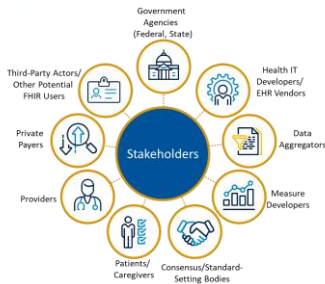 Government
Agencies
(Federal, State)
Third-Party Actors/
Other Potential
FHIR Users
Health IT
Developers/
EHR Vendors
Private
Payers
Stakeholders
Data
Aggregators
Providers
Measure
Developers
Patients/
Caregivers
Consensus/Standard-
Setting Bodies